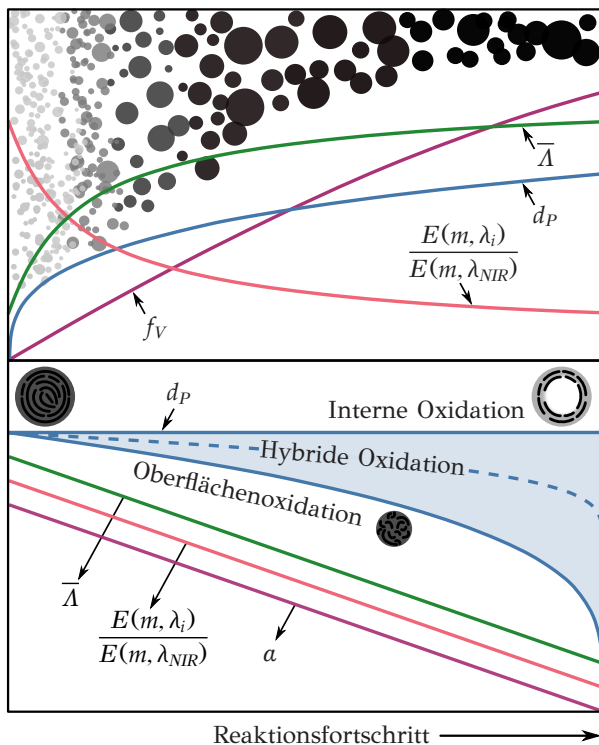 Λ̅
d_P
E(m, λ_i)
E(m, λ_NIR)
f_V
d_P
Interne Oxidation
Hybride Oxidation
Oberflächenoxidation
Λ̅
E(m, λ_i)
E(m, λ_NIR)
α
Reaktionsfortschritt